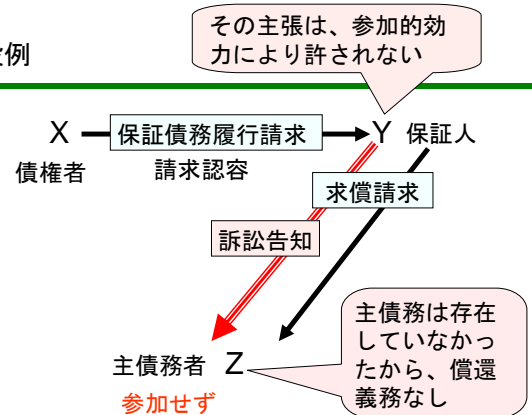 その主張は、参加的効
力により許されない
例
X
保証債務履行請求
Y 保証人
債権者
請求認容
求償請求
訴訟告知
主債務者 Z
参加せず
主債務は存在
していなかっ
たから、償還
義務なし